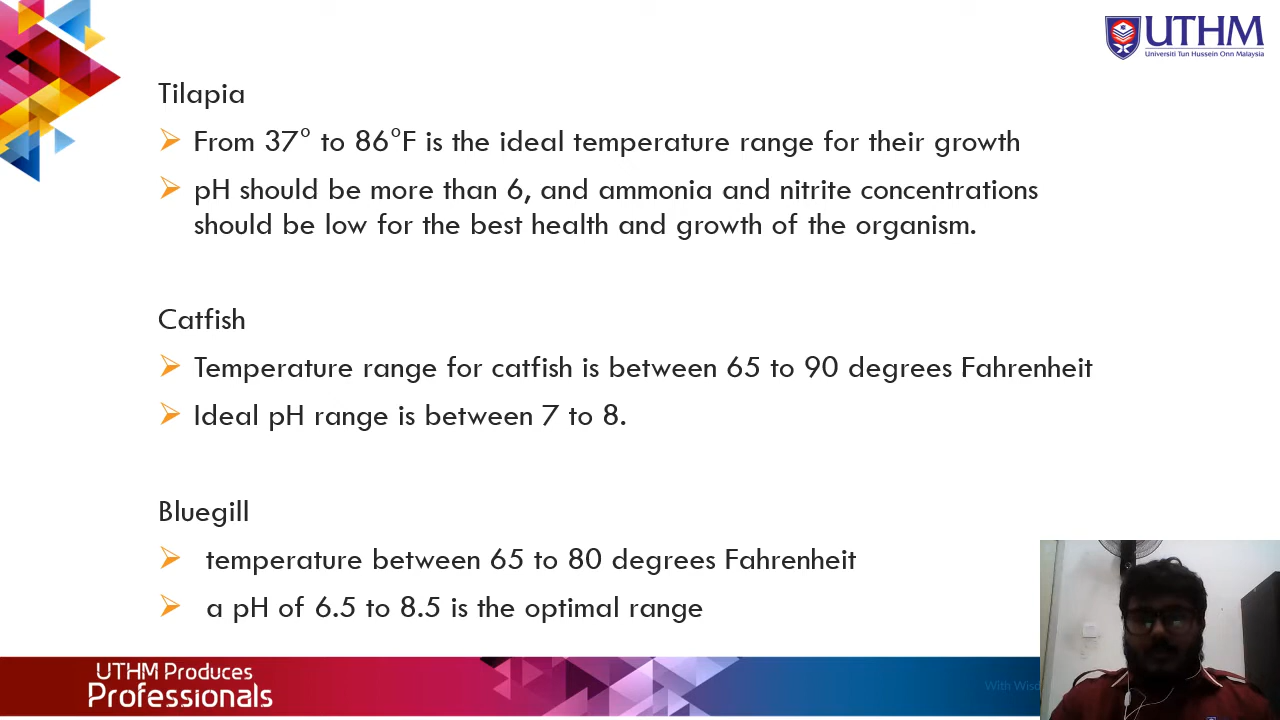 UTHM
Universiti Tun Hussein Onn Malaysia
Tilapia
From 37° to 86°F is the ideal temperature range for their growth
pH should be more than 6, and ammonia and nitrite concentrations
should be low for the best health and growth of the organism.
Catfish
Temperature range for catfish is between 65 to 90 degrees Fahrenheit
Ideal pH range is between 7 to 8.
Bluegill
temperature between 65 to 80 degrees Fahrenheit
a pH of 6.5 to 8.5 is the optimal range
UTHM Produces
Professionals
With